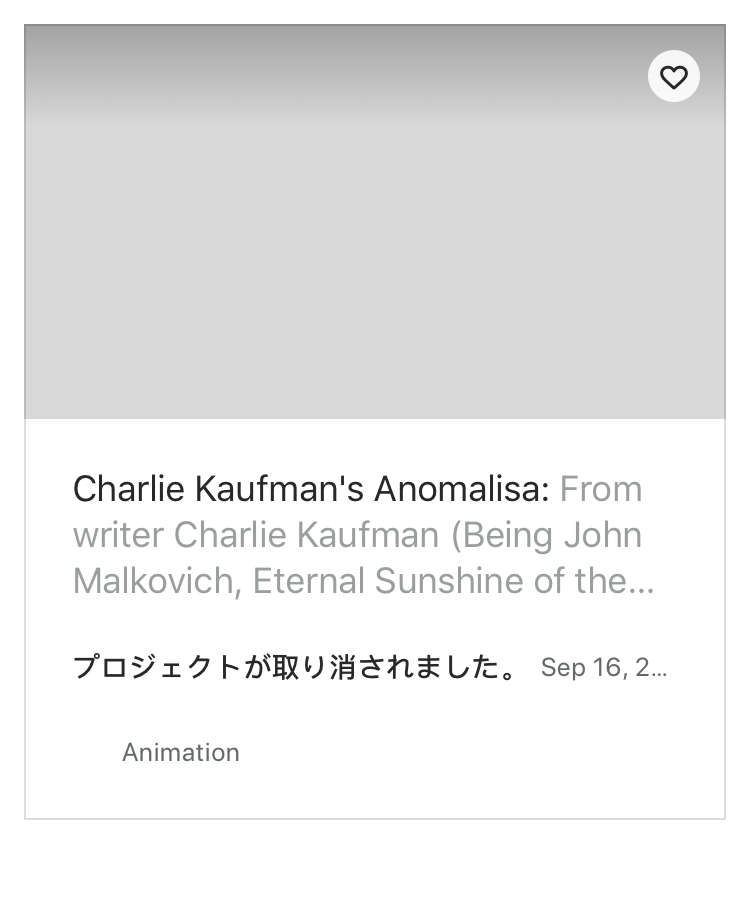 Charlie Kaufman's Anomalisa: From
writer Charlie Kaufman (Being John
Malkovich, Eternal Sunshine of the...
プロジェクトが取り消されました。 Sep 16, 2...
Animation